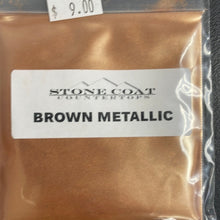 $ 9.00
STONE COAT
COUNTERTOPS
BROWN METALLIC